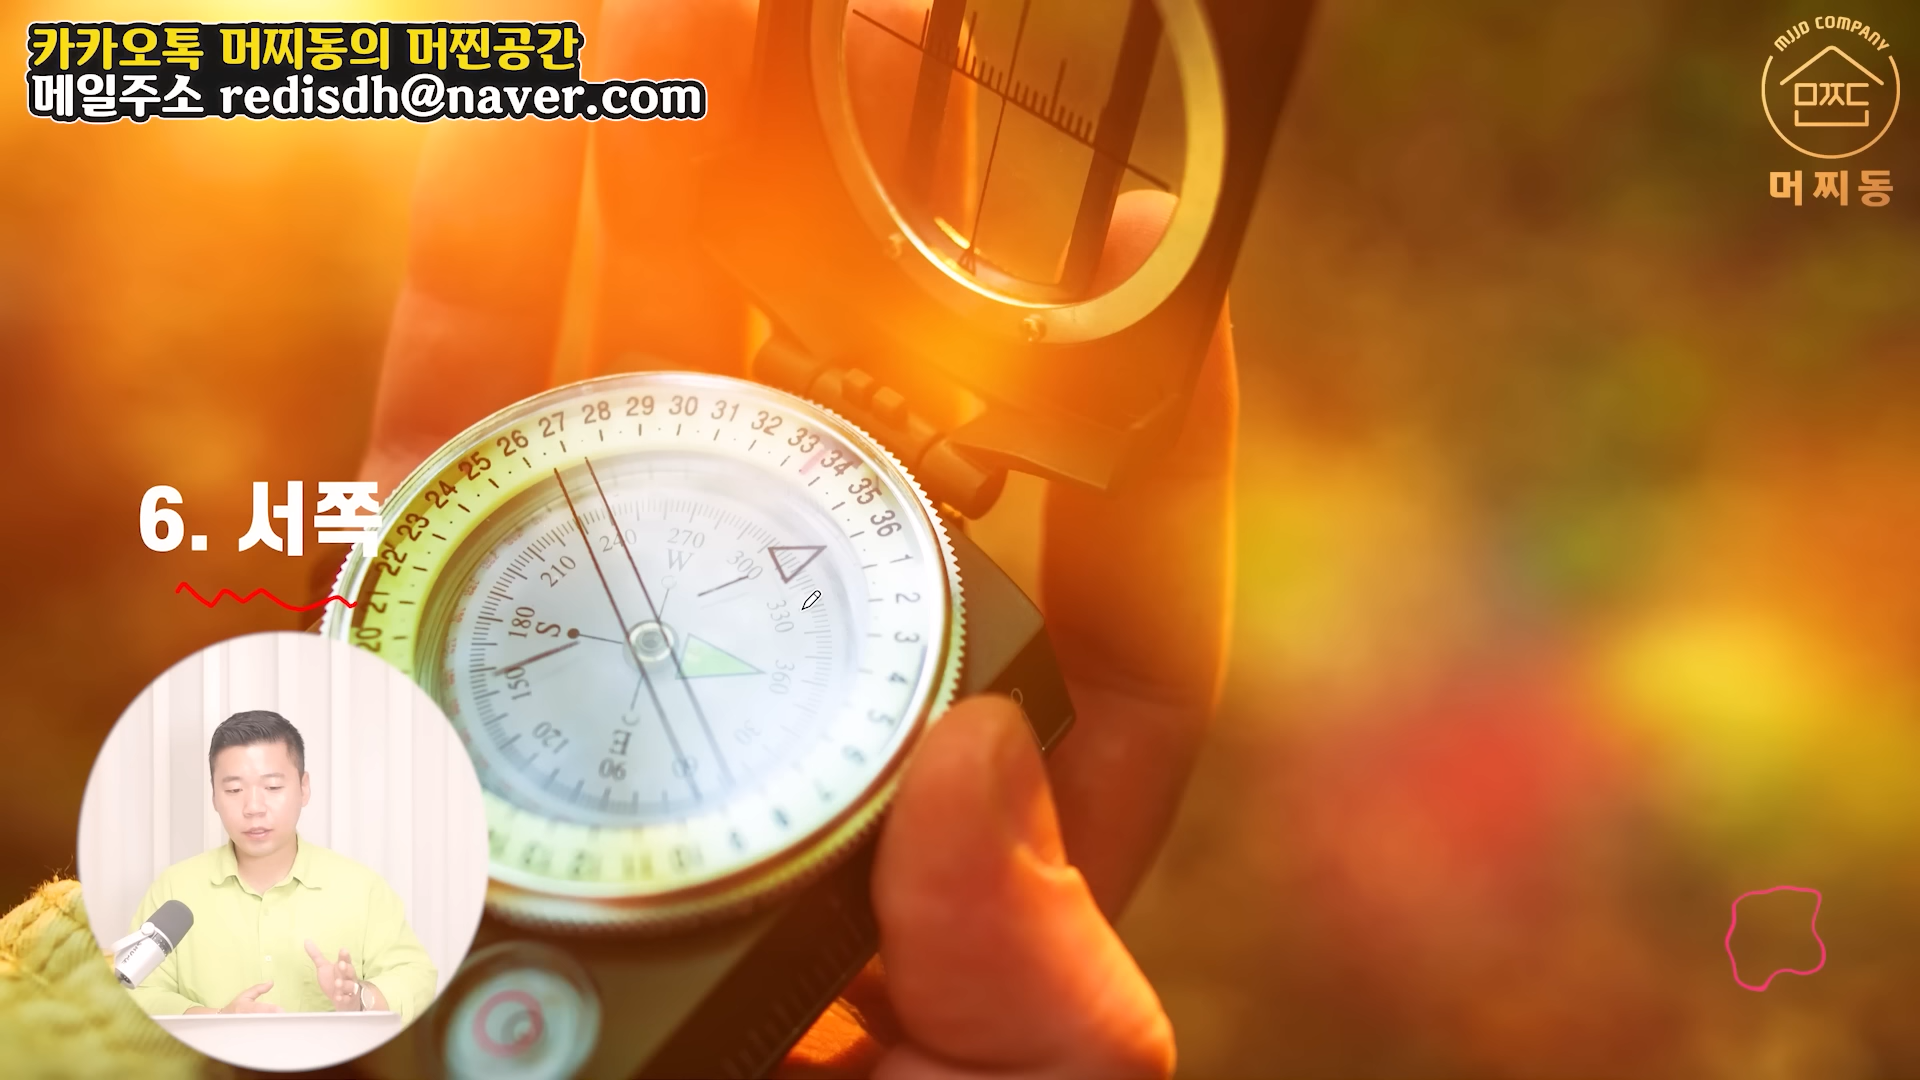 카카오톡 머찌동의 머찐공간
메일주소 redisdh@naver.com
MJJD COMPANY
머찌동
6. 서쪽
20 21 22 23 24 25 26 27 28 29 30 31 32 33 34 35 36 1 2 3 4 5 6 7
180 210 240 270 300 330 360 30 60 90 120 150
S W E